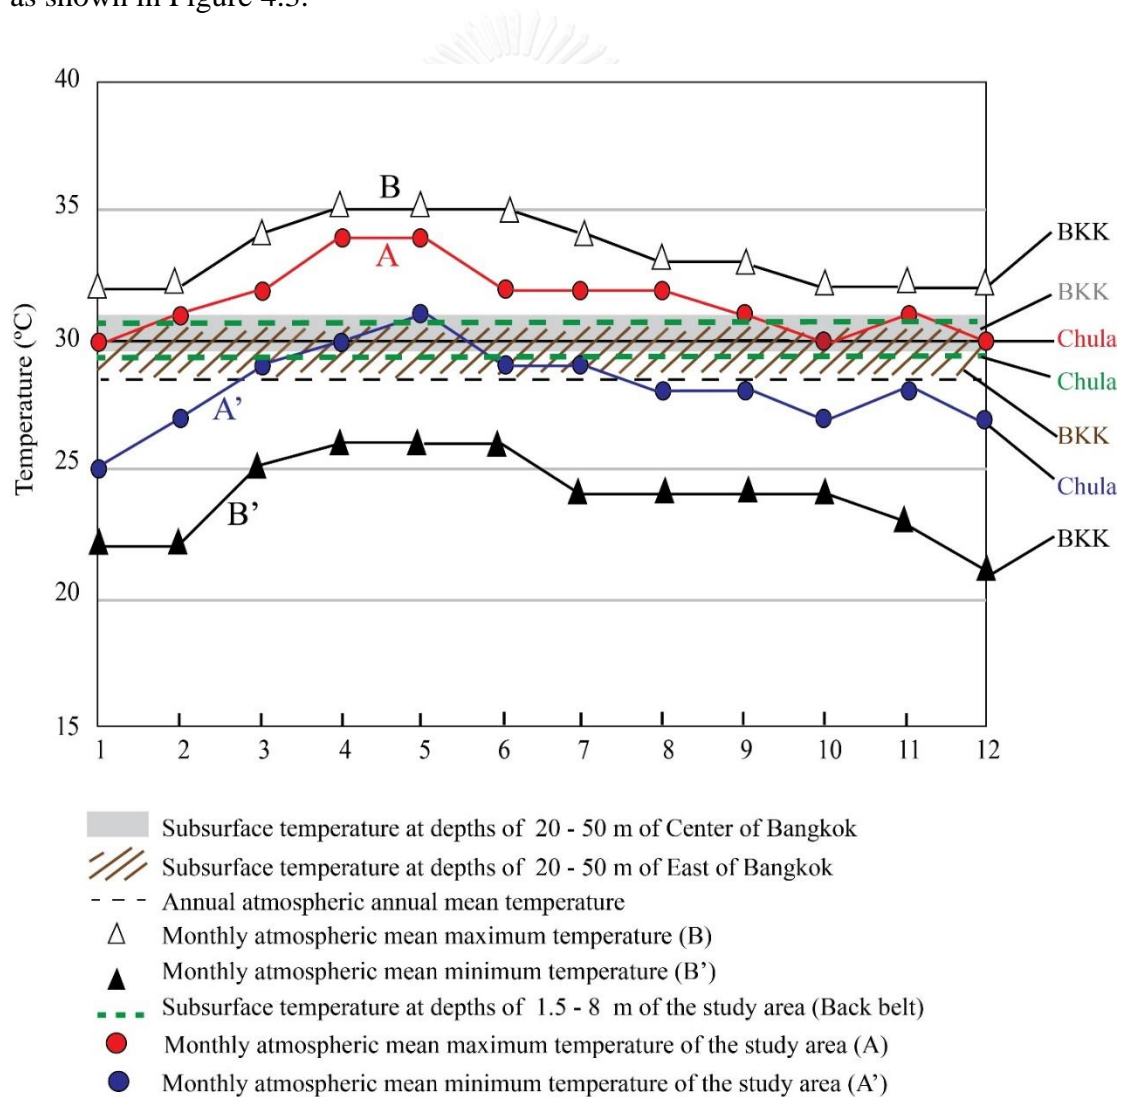 as shown in Figure 4.3.
40
35
30
25
20
15
Temperature (ºC)
B
A
A’
B’
BKK
BKK
Chula
Chula
BKK
Chula
BKK
1 2 3 4 5 6 7 8 9 10 11 12
Subsurface temperature at depths of 20 - 50 m of Center of Bangkok
Subsurface temperature at depths of 20 - 50 m of East of Bangkok
Annual atmospheric annual mean temperature
Monthly atmospheric mean maximum temperature (B)
Monthly atmospheric mean minimum temperature (B’)
Subsurface temperature at depths of 1.5 - 8 m of the study area (Back belt)
Monthly atmospheric mean maximum temperature of the study area (A)
Monthly atmospheric mean minimum temperature of the study area (A’)